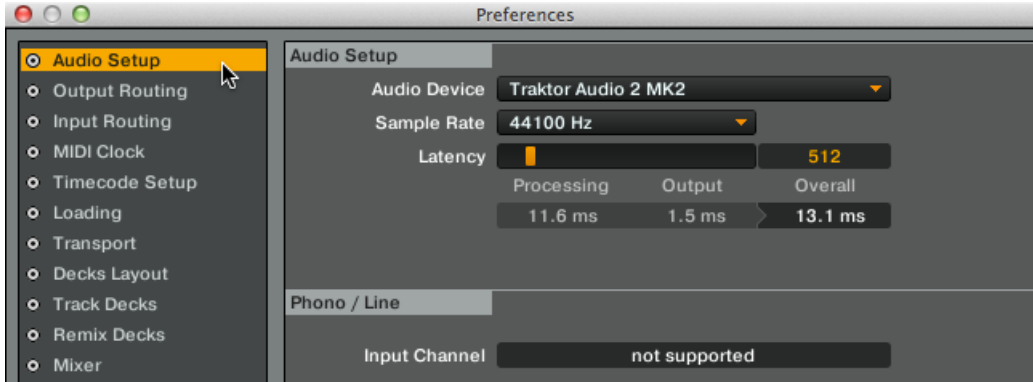 Preferences
Audio Setup
Output Routing
Input Routing
MIDI Clock
Timecode Setup
Loading
Transport
Decks Layout
Track Decks
Remix Decks
Mixer
Audio Setup
Audio Device Traktor Audio 2 MK2
Sample Rate 44100 Hz
Latency 512
Processing Output Overall
11.6 ms 1.5 ms 13.1 ms
Phono / Line
Input Channel not supported